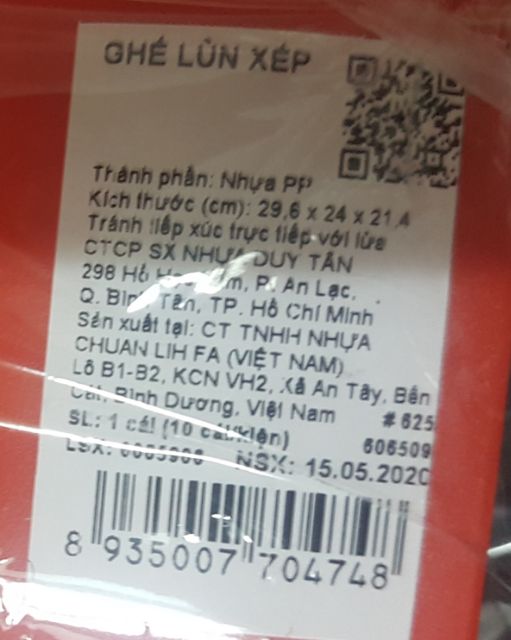 GHẾ LÙN XẾP
Thành phần: Nhựa PP
Kích thước (cm): 29,6 x 24 x 21,4
Tránh tiếp xúc trực tiếp với lửa
CTCP SX NHỰA DUY TÂN
298 Hồ P. An Lạc,
Q. Bình Tân, TP. Hồ Chí Minh
Sản xuất tại: CT TNHH NHỰA
CHUAN LIH FA (VIỆT NAM)
Lô B1-B2, KCN VH2, Xã An Tây, Bến
Cát, Bình Dương, Việt Nam # 625
SL: 1 cái (10 cái/kiện) 606509
LSX: NSX: 15.05.2020
8 935007 704748